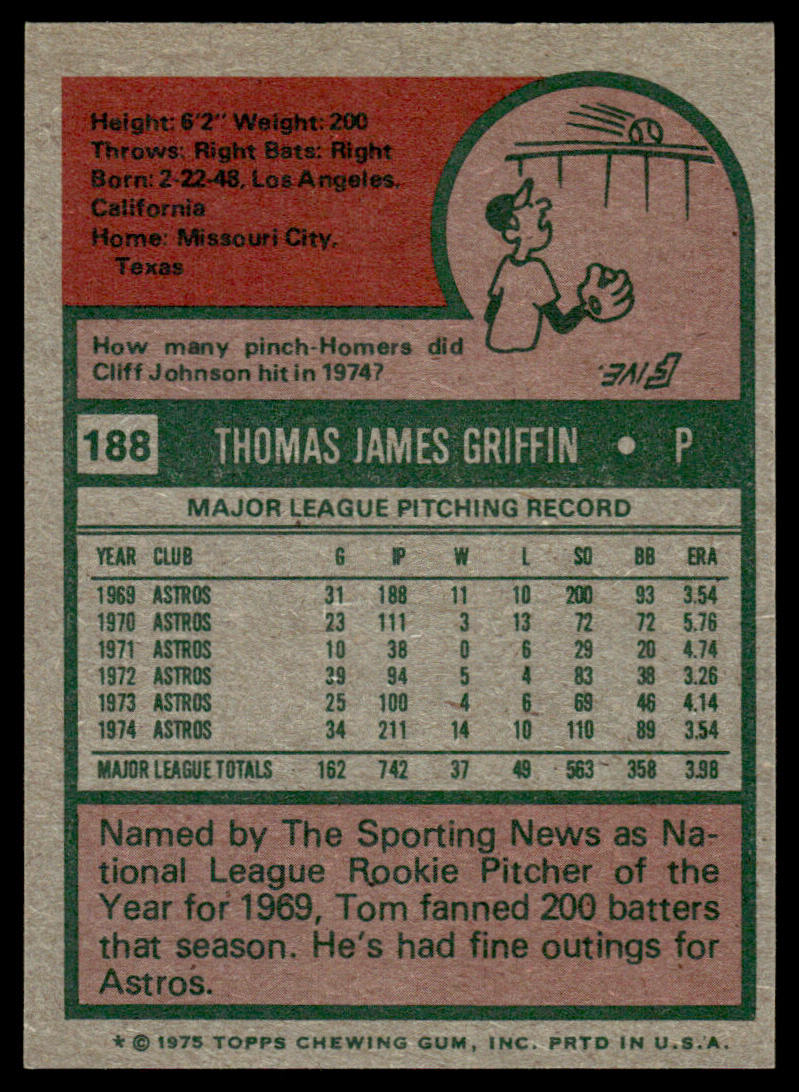 Height: 6'2" Weight: 200
Throws: Right Bats: Right
Born: 2-22-48, Los Angeles,
California
Home: Missouri City,
Texas
How many pinch-Homers did
Cliff Johnson hit in 1974?
FIVE.
188 THOMAS JAMES GRIFFIN • P
MAJOR LEAGUE PITCHING RECORD
YEAR CLUB G IP W L SO BB ERA
1969 ASTROS 31 188 11 10 200 93 3.54
1970 ASTROS 23 111 3 13 72 72 5.76
1971 ASTROS 10 38 0 6 29 20 4.74
1972 ASTROS 39 94 5 4 83 38 3.26
1973 ASTROS 25 100 4 6 69 46 4.14
1974 ASTROS 34 211 14 10 110 89 3.54
MAJOR LEAGUE TOTALS 162 742 37 49 563 358 3.98
Named by The Sporting News as Na-
tional League Rookie Pitcher of the
Year for 1969, Tom fanned 200 batters
that season. He's had fine outings for
Astros.
* © 1975 TOPPS CHEWING GUM, INC. PRTD IN U.S.A.